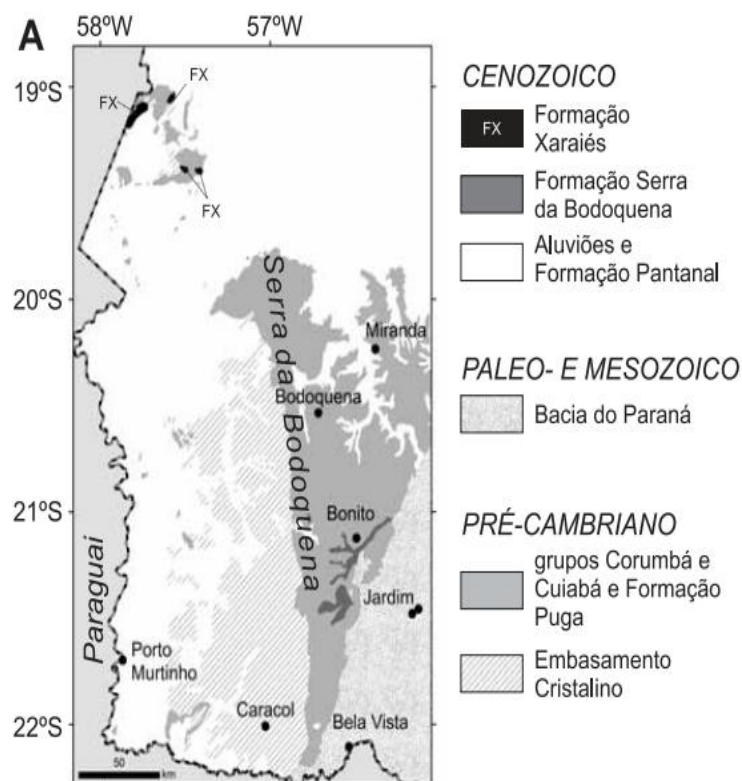 A
58ºW
57ºW
19ºS
FX
FX
FX
20ºS
Serra da Bodoquena
Miranda
Bodoquena
21ºS
Bonito
Jardim
Paraguai
Porto
Murtinho
Caracol
22ºS
Bela Vista
50
km
CENOZOICO
FX
Formação
Xaraiés
Formação Serra
da Bodoquena
Aluviões e
Formação Pantanal
PALEO- E MESOZOICO
Bacia do Paraná
PRÉ-CAMBRIANO
grupos Corumbá e
Cuiabá e Formação
Puga
Embasamento
Cristalino